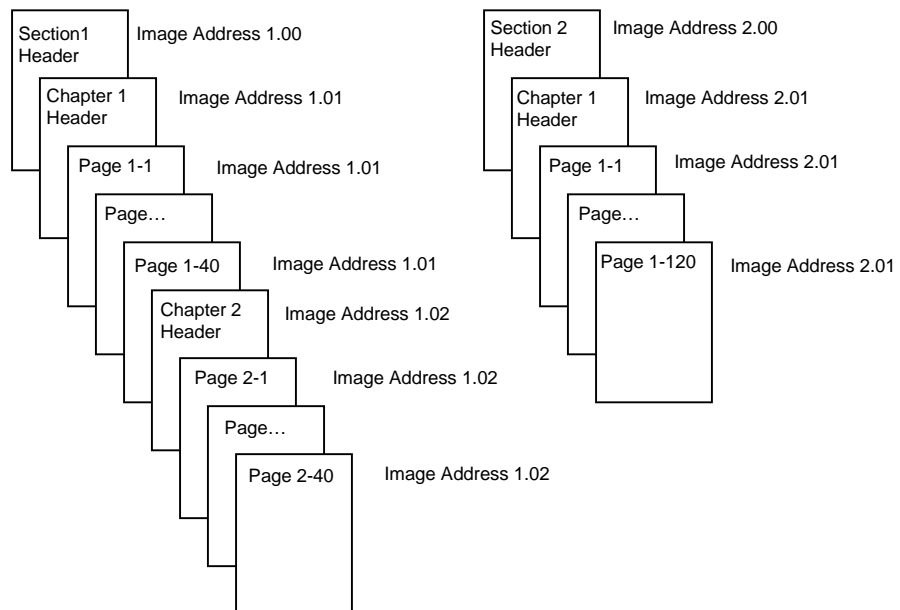 Section1
Header
Image Address 1.00
Chapter 1
Header
Image Address 1.01
Page 1-1
Image Address 1.01
Page…
Page 1-40
Image Address 1.01
Chapter 2
Header
Image Address 1.02
Page 2-1
Image Address 1.02
Page…
Page 2-40
Image Address 1.02
Section 2
Header
Image Address 2.00
Chapter 1
Header
Image Address 2.01
Page 1-1
Image Address 2.01
Page…
Page 1-120
Image Address 2.01